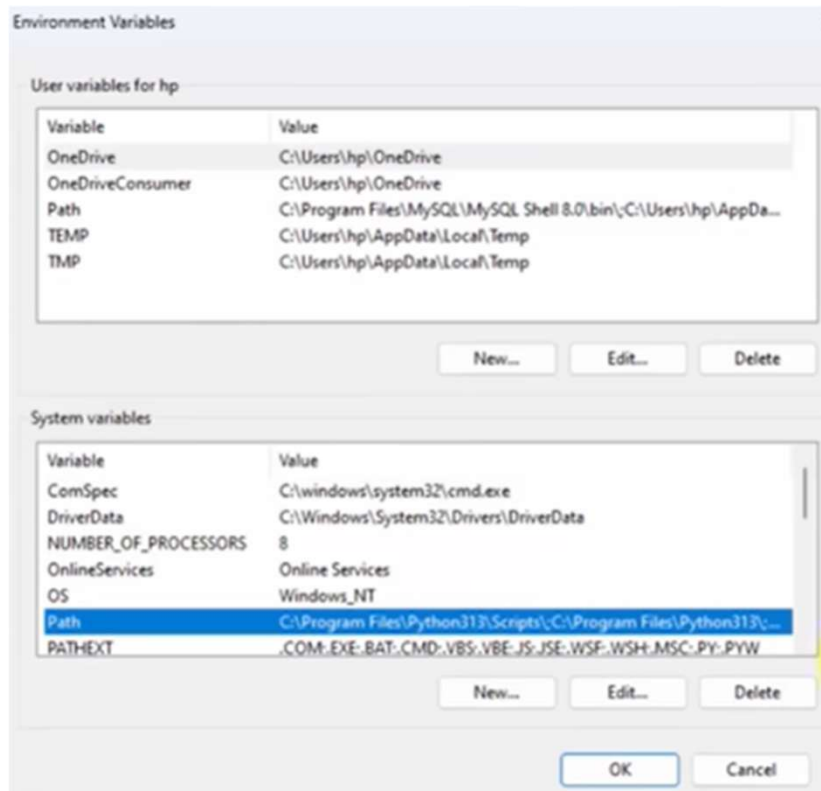 Environment Variables
User variables for hp
Variable Value
OneDrive C:\Users\hp\OneDrive
OneDriveConsumer C:\Users\hp\OneDrive
Path C:\Program Files\MySQL\MySQL Shell 8.0\bin\;C:\Users\hp\AppDa...
TEMP C:\Users\hp\AppData\Local\Temp
TMP C:\Users\hp\AppData\Local\Temp
New... Edit... Delete
System variables
Variable Value
ComSpec C:\windows\system32\cmd.exe
DriverData C:\Windows\System32\Drivers\DriverData
NUMBER_OF_PROCESSORS 8
OnlineServices Online Services
OS Windows_NT
Path C:\Program Files\Python313\Scripts\;C:\Program Files\Python313\;...
PATHEXT .COM;.EXE;.BAT;.CMD;.VBS;.VBE;.JS;.JSE;.WSF;.WSH;.MSC;.PY;.PYW
New... Edit... Delete
OK Cancel